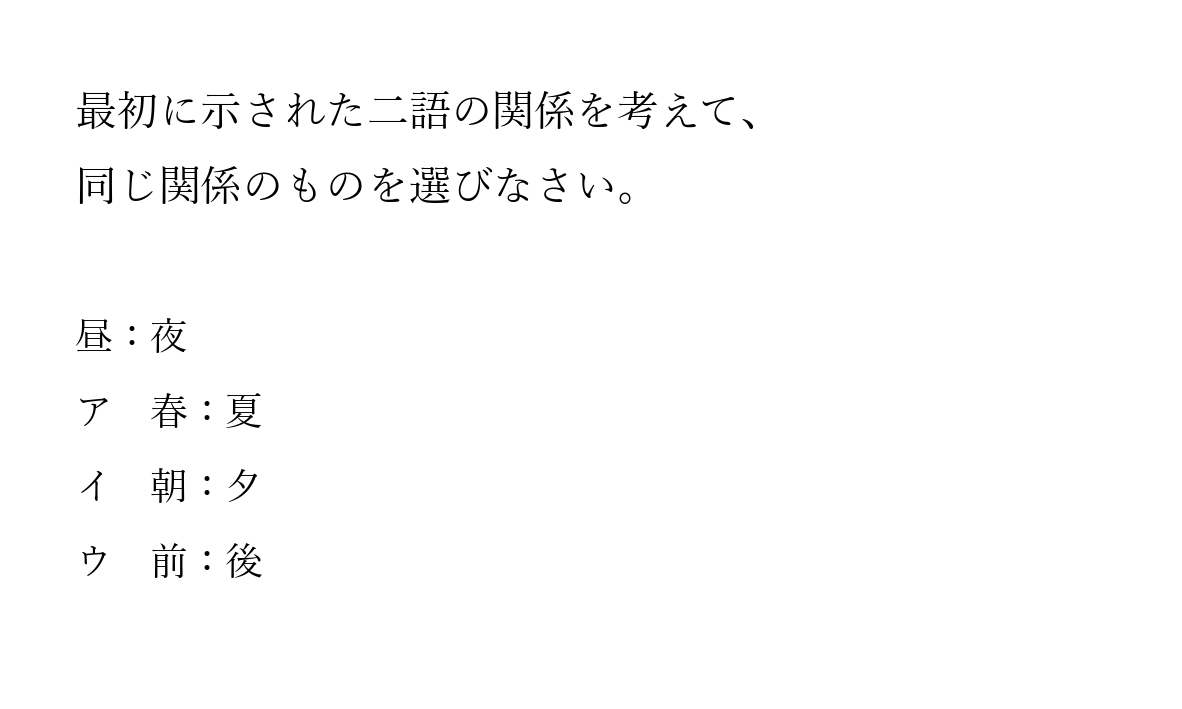 最初に示された二語の関係を考えて、
同じ関係のものを選びなさい。
昼：夜
ア　春：夏
イ　朝：夕
ウ　前：後